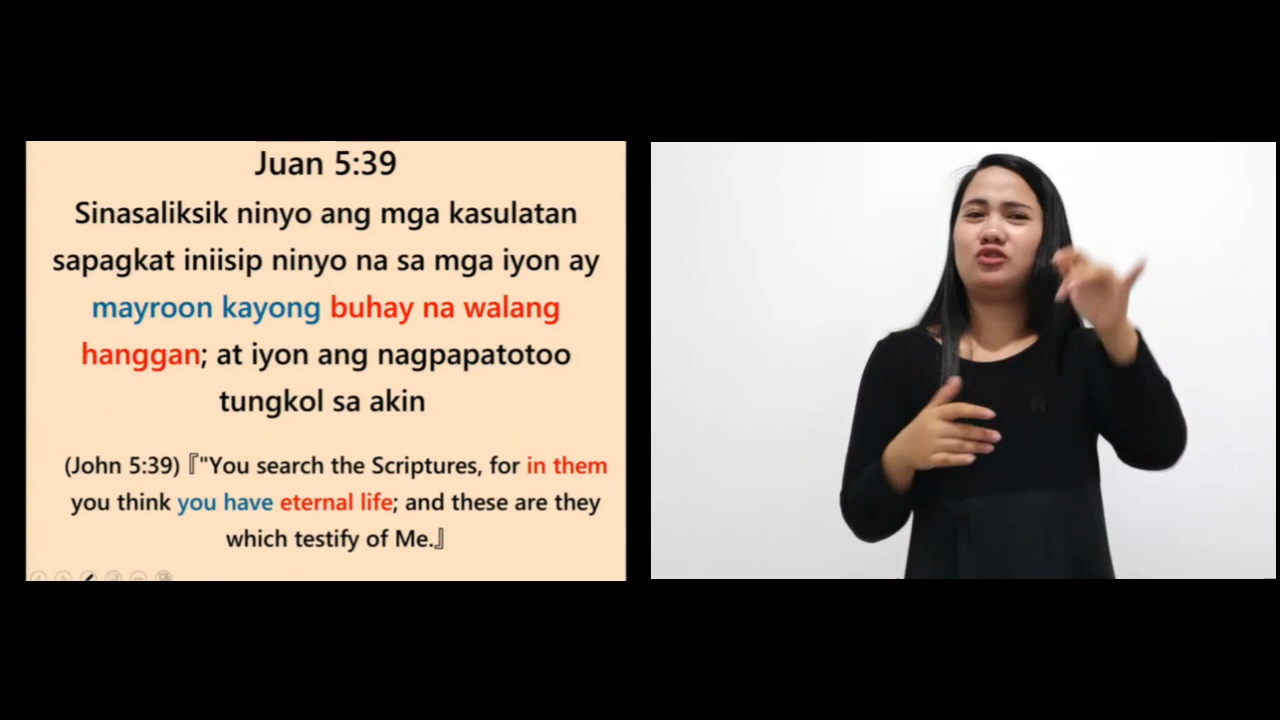 Juan 5:39
Sinasaliksik ninyo ang mga kasulatan
sapagkat iniisip ninyo na sa mga iyon ay
mayroon kayong buhay na walang
hanggan; at iyon ang nagpapatotoo
tungkol sa akin
(John 5:39)『"You search the Scriptures, for in them
you think you have eternal life; and these are they
which testify of Me.』